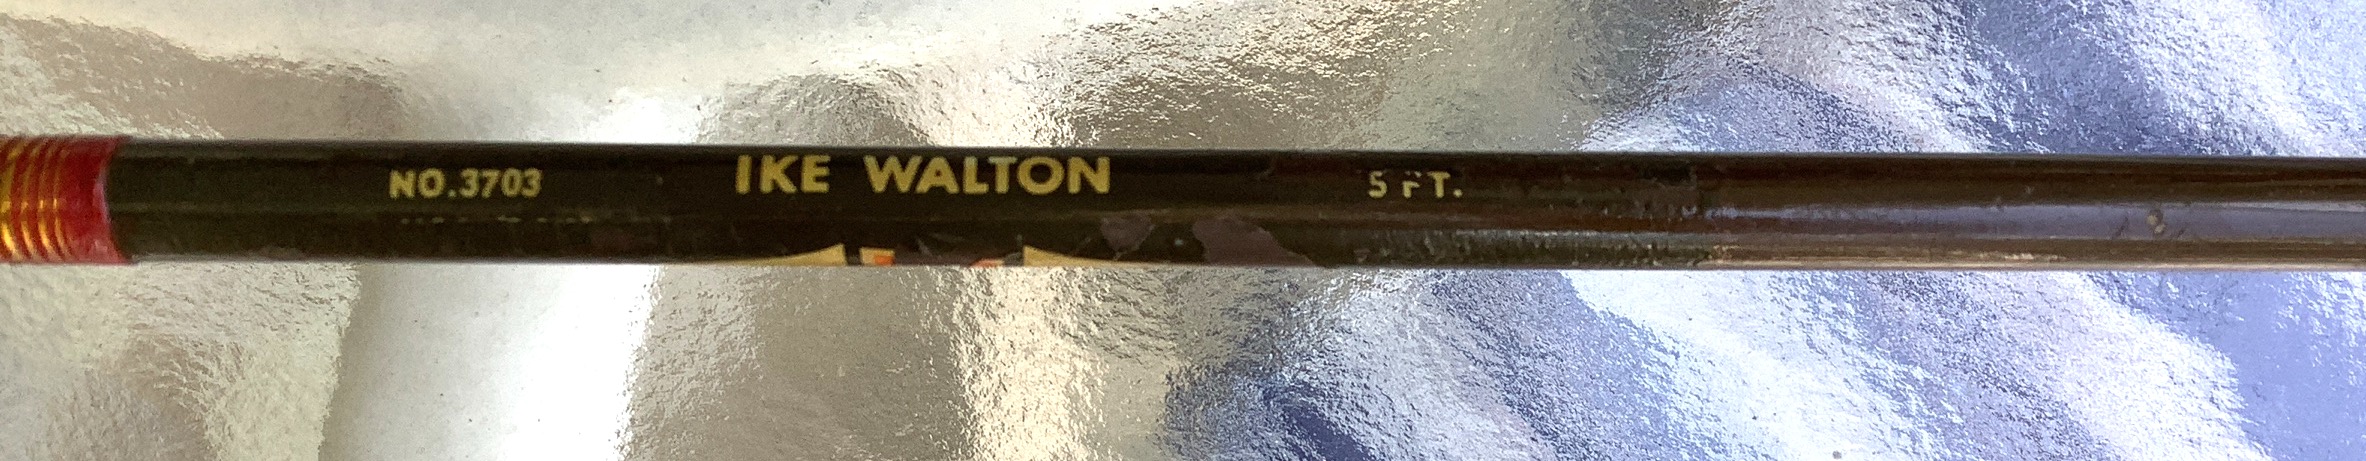 NO.3703 IKE WALTON 5 FT.